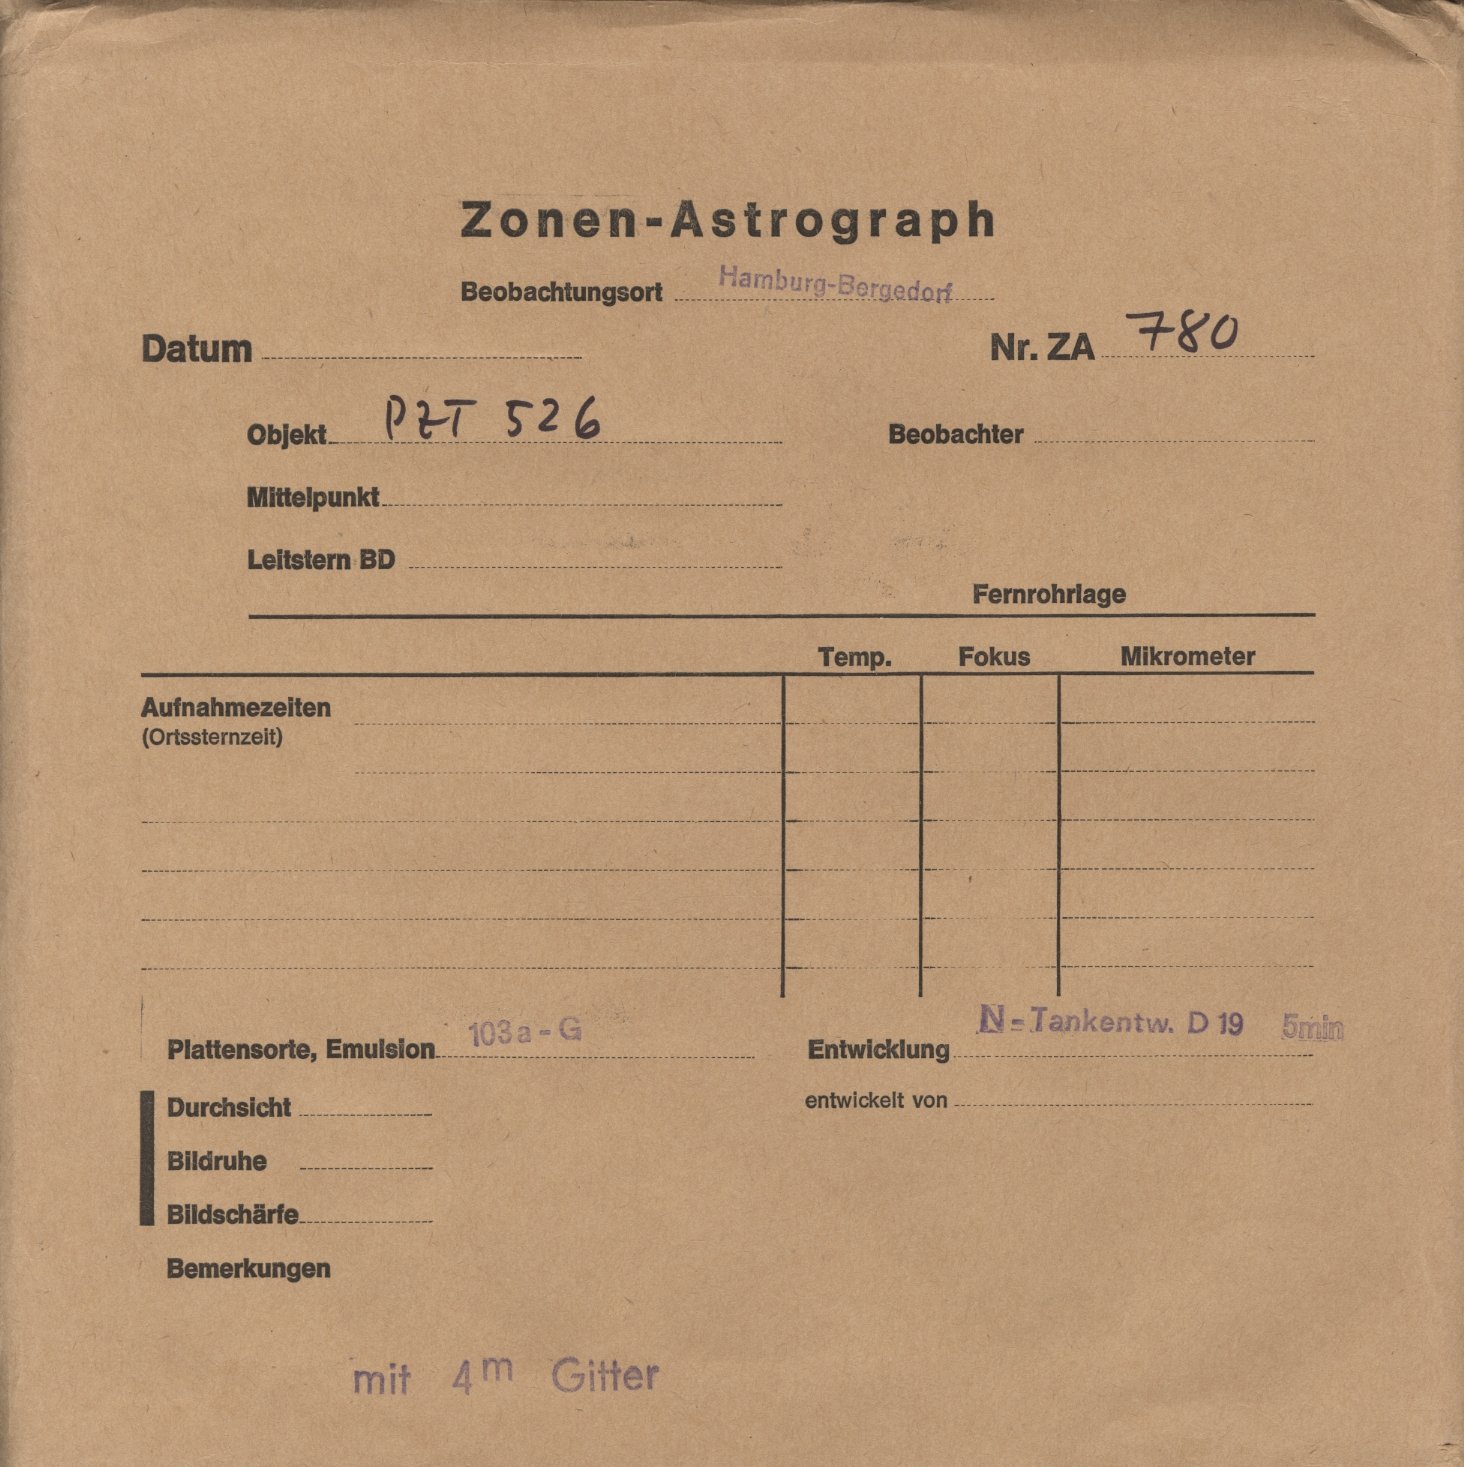 Zonen-Astrograph
Beobachtungsort Hamburg-Bergedorf
Datum Nr. ZA 780
Objekt PZT 526 Beobachter
Mittelpunkt
Leitstern BD
Fernrohrlage
Temp. Fokus Mikrometer
Aufnahmezeiten
(Ortssternzeit)
Plattensorte, Emulsion 103a-G Entwicklung N-Tankentw. D 19 5min
Durchsicht entwickelt von
Bildruhe
Bildschärfe
Bemerkungen
mit 4m Gitter